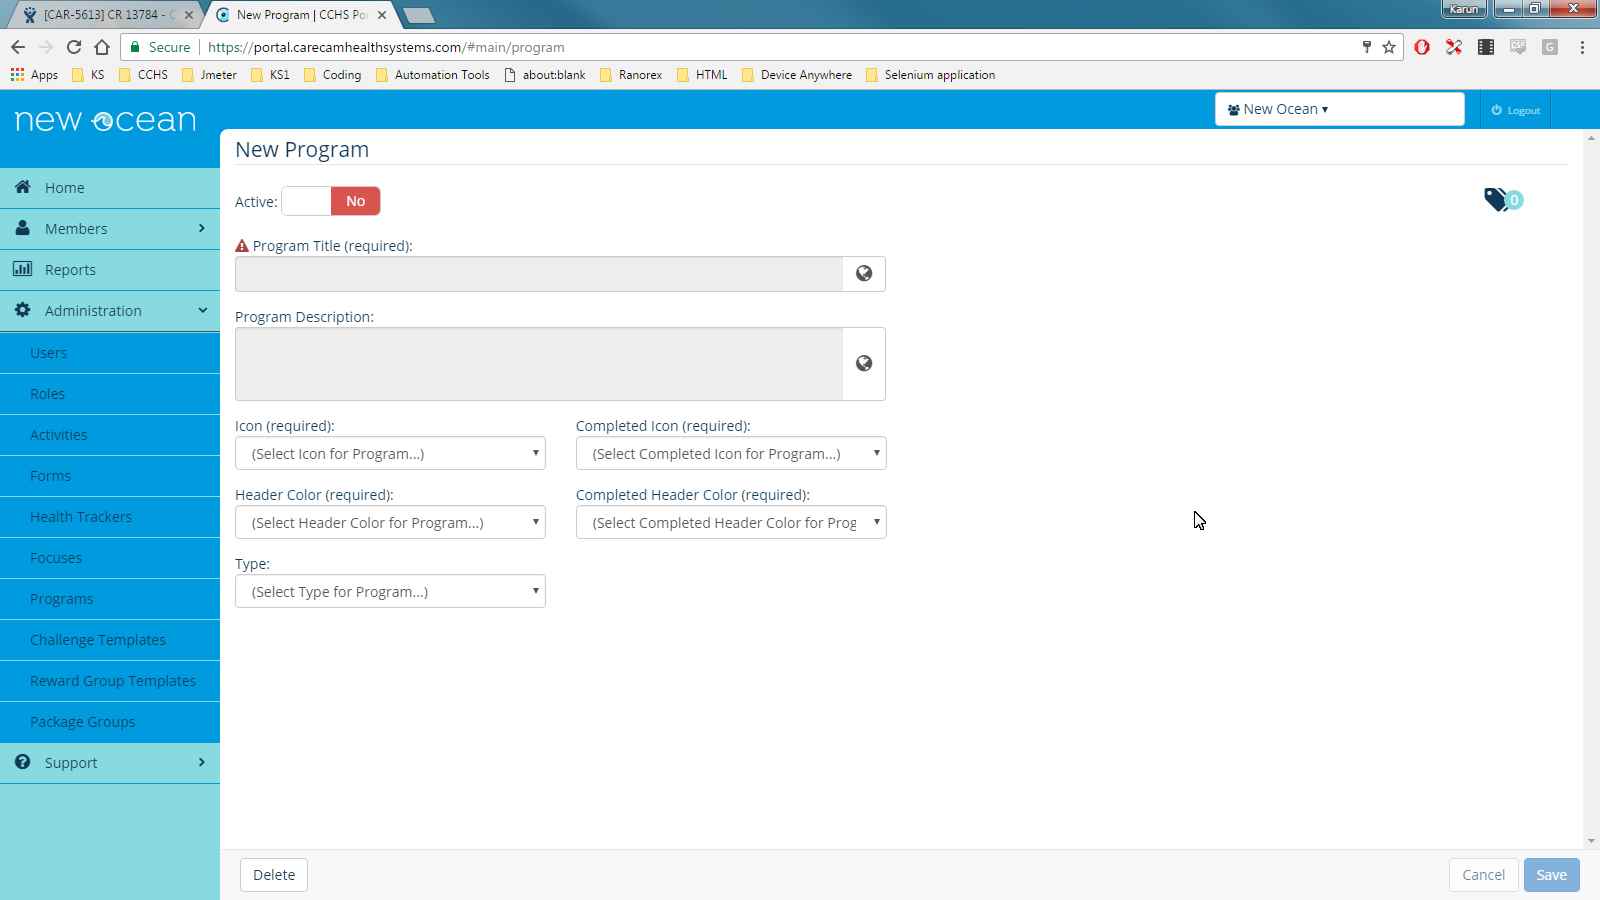 [CAR-5613] CR 13784 - C
New Program | CCHS Po
Karun
Secure
https://portal.carecamhealthsystems.com/#main/program
Apps
KS
CCHS
Jmeter
KS1
Coding
Automation Tools
about:blank
Ranorex
HTML
Device Anywhere
Selenium application
new ocean
New Ocean
Logout
Home
Members
Reports
Administration
Users
Roles
Activities
Forms
Health Trackers
Focuses
Programs
Challenge Templates
Reward Group Templates
Package Groups
Support
New Program
Active:
No
0
Program Title (required):
Program Description:
Icon (required):
Completed Icon (required):
(Select Icon for Program...)
(Select Completed Icon for Program...)
Header Color (required):
Completed Header Color (required):
(Select Header Color for Program...)
(Select Completed Header Color for Prog
Type:
(Select Type for Program...)
Delete
Cancel
Save